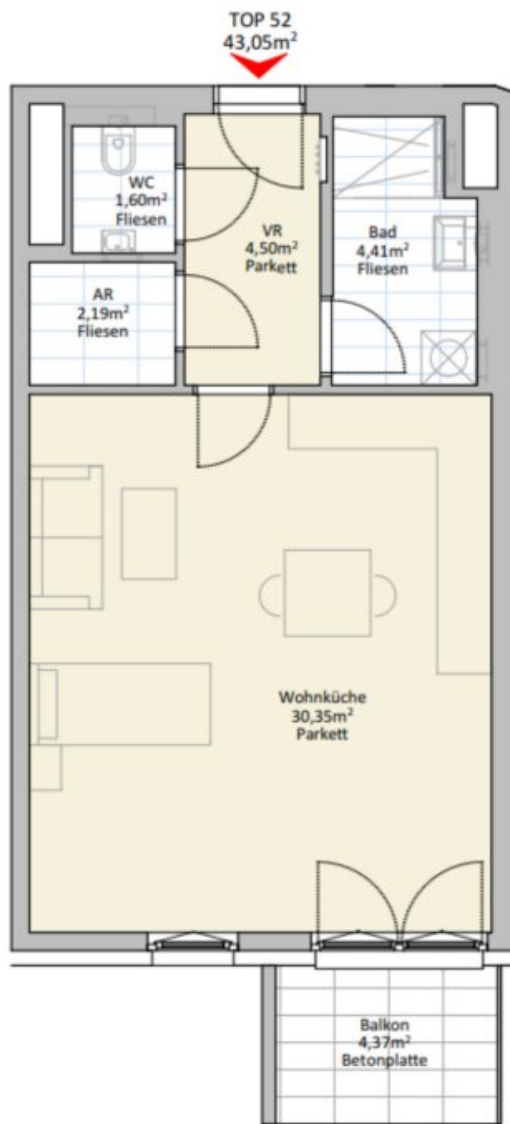 TOP 52
43,05m²
WC
1,60m²
Fliesen
VR
4,50m²
Parkett
Bad
4,41m²
Fliesen
AR
2,19m²
Fliesen
Wohnküche
30,35m²
Parkett
Balkon
4,37m²
Betonplatte